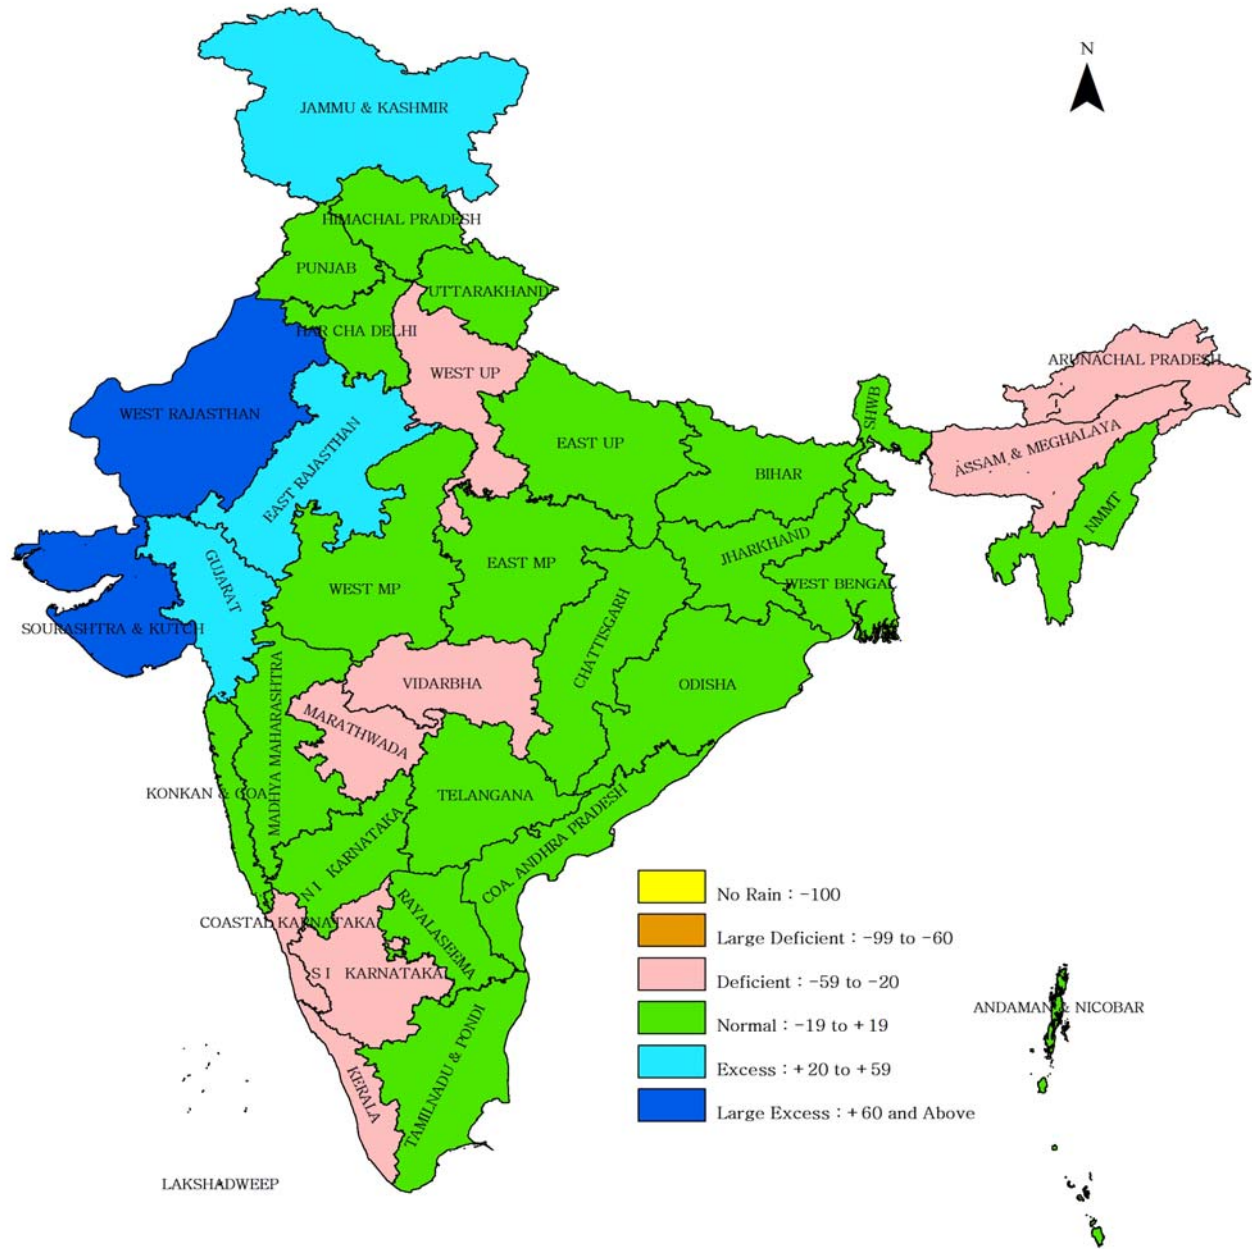 N
JAMMU & KASHMIR
HIMACHAL PRADESH
PUNJAB
UTTARAKHAND
HAR CHA DELHI
WEST UP
ARUNACHAL PRADESH
WEST RAJASTHAN
SHWB
EAST RAJASTHAN
EAST UP
ASSAM & MEGHALAYA
BIHAR
NMMT
JHARKHAND
EAST MP
GUJARAT
WEST MP
WEST BENGAL
SOURASHTRA & KUTCH
CHATTISGARH
VIDARBHA
ODISHA
MADHYA MAHARASHTRA
MARATHWADA
KONKAN & GOA
TELANGANA
COA. ANDHRA PRADESH
N I KARNATAKA
RAYALASEEMA
COASTAL KARNATAKA
S I KARNATAKA
KERALA
TAMILNADU & PONDI
LAKSHADWEEP
ANDAMAN & NICOBAR
No Rain : -100
Large Deficient : -99 to -60
Deficient : -59 to -20
Normal : -19 to +19
Excess : +20 to +59
Large Excess : +60 and Above